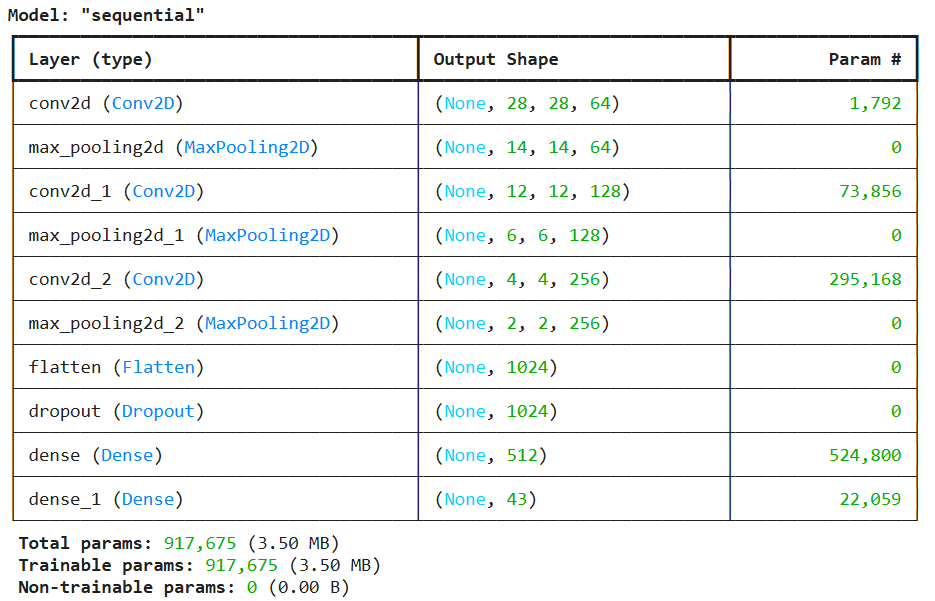 Model: "sequential"
Layer (type) Output Shape Param #
conv2d (Conv2D) (None, 28, 28, 64) 1,792
max_pooling2d (MaxPooling2D) (None, 14, 14, 64) 0
conv2d_1 (Conv2D) (None, 12, 12, 128) 73,856
max_pooling2d_1 (MaxPooling2D) (None, 6, 6, 128) 0
conv2d_2 (Conv2D) (None, 4, 4, 256) 295,168
max_pooling2d_2 (MaxPooling2D) (None, 2, 2, 256) 0
flatten (Flatten) (None, 1024) 0
dropout (Dropout) (None, 1024) 0
dense (Dense) (None, 512) 524,800
dense_1 (Dense) (None, 43) 22,059
Total params: 917,675 (3.50 MB)
Trainable params: 917,675 (3.50 MB)
Non-trainable params: 0 (0.00 B)